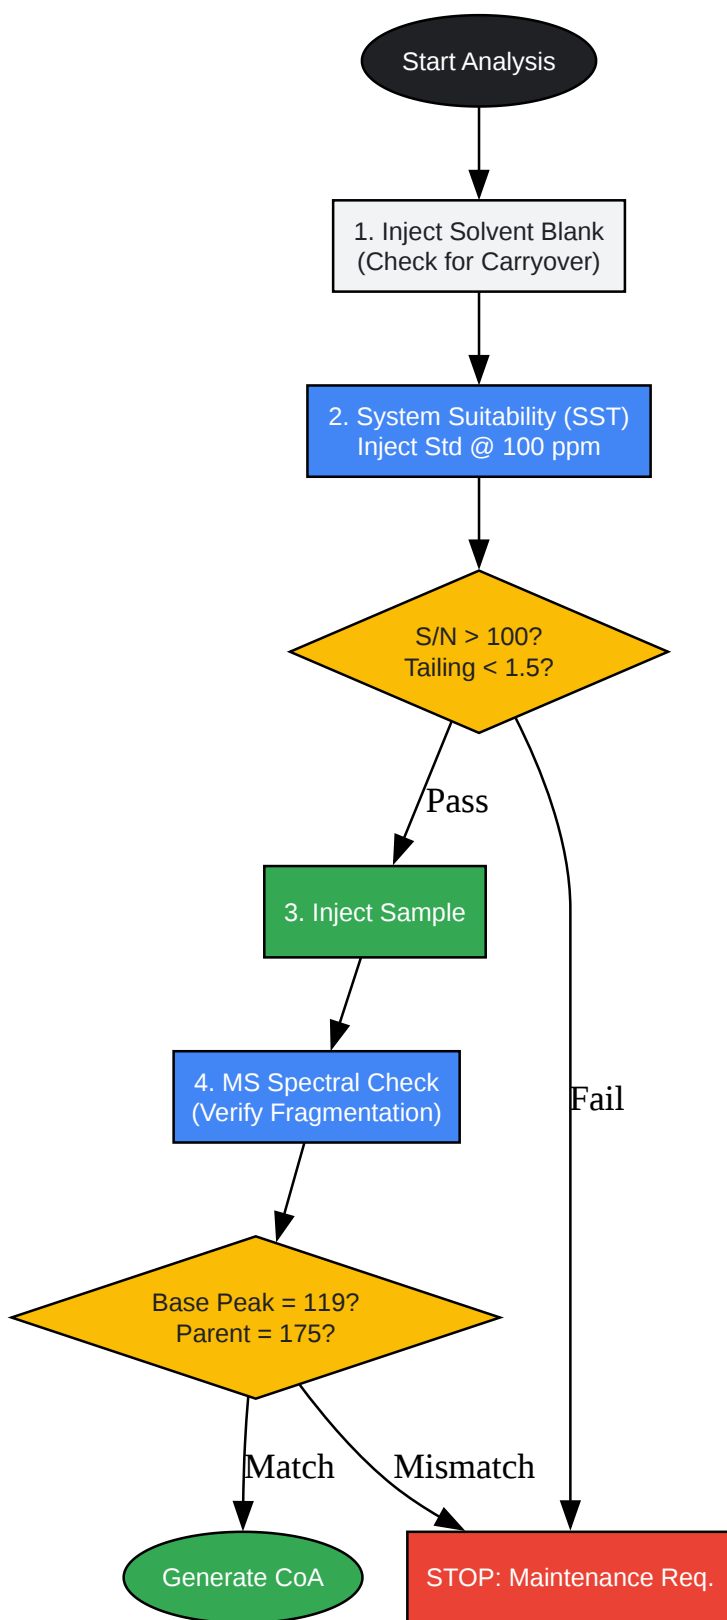 Start Analysis
1. Inject Solvent Blank
(Check for Carryover)
2. System Suitability (SST)
Inject Std @ 100 ppm
S/N > 100?
Tailing < 1.5?
Pass
3. Inject Sample
4. MS Spectral Check
(Verify Fragmentation)
Fail
Base Peak = 119?
Parent = 175?
Match
Mismatch
Generate CoA
STOP: Maintenance Req.